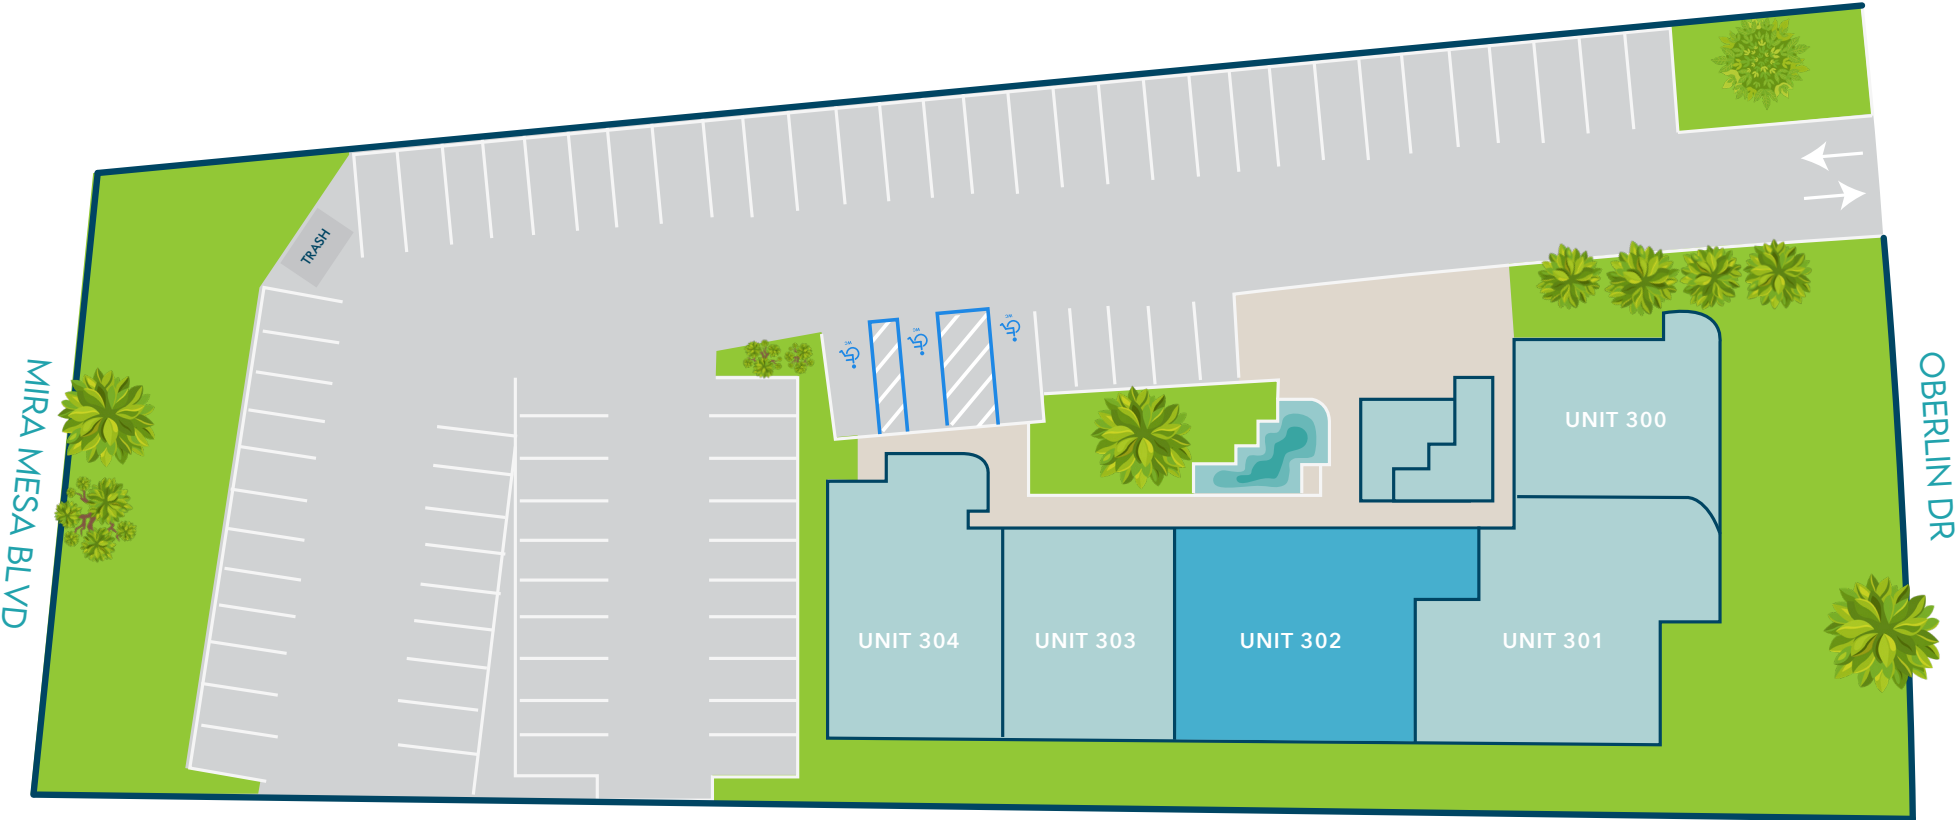 TRASH
MIRA MESA BLVD
OBERLIN DR
UNIT 300
UNIT 304
UNIT 303
UNIT 302
UNIT 301